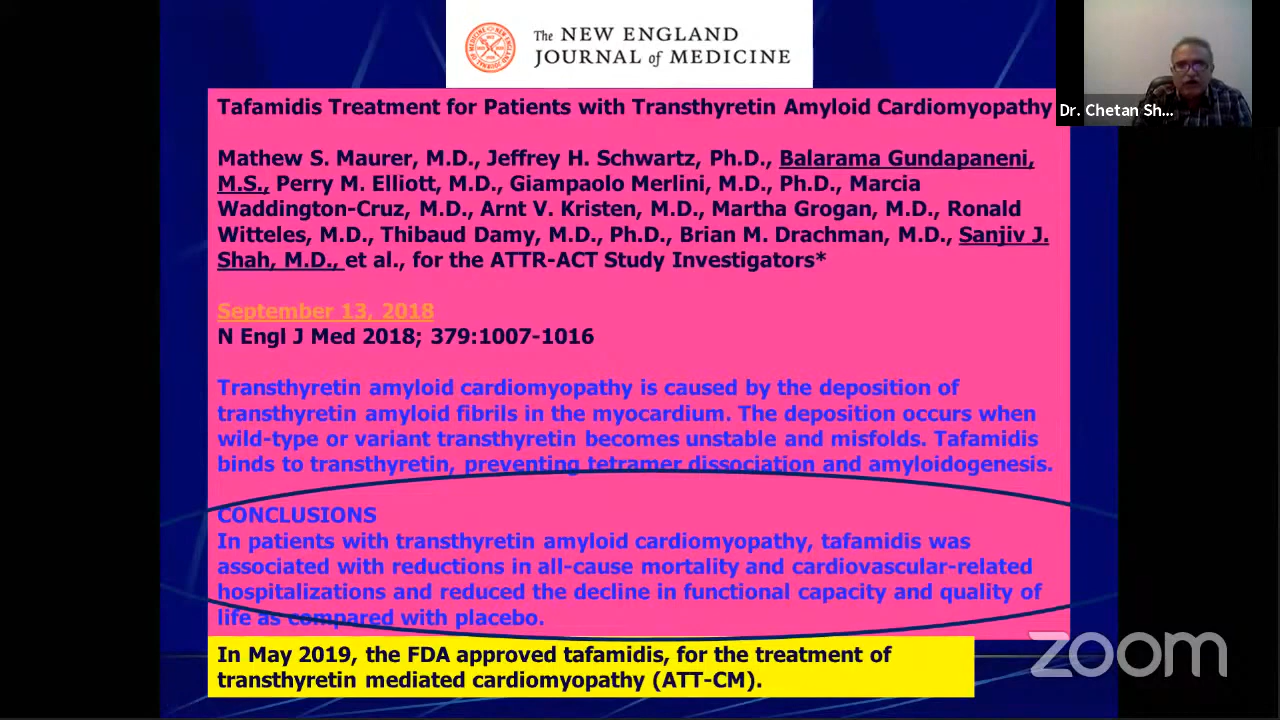 The NEW ENGLAND
JOURNAL of MEDICINE
Tafamidis Treatment for Patients with Transthyretin Amyloid Cardiomyopathy
Dr. Chetan Sh...
Mathew S. Maurer, M.D., Jeffrey H. Schwartz, Ph.D., Balarama Gundapaneni,
M.S., Perry M. Elliott, M.D., Giampaolo Merlini, M.D., Ph.D., Marcia
Waddington-Cruz, M.D., Arnt V. Kristen, M.D., Martha Grogan, M.D., Ronald
Witteles, M.D., Thibaud Damy, M.D., Ph.D., Brian M. Drachman, M.D., Sanjiv J.
Shah, M.D., et al., for the ATTR-ACT Study Investigators*
September 13, 2018
N Engl J Med 2018; 379:1007-1016
Transthyretin amyloid cardiomyopathy is caused by the deposition of
transthyretin amyloid fibrils in the myocardium. The deposition occurs when
wild-type or variant transthyretin becomes unstable and misfolds. Tafamidis
binds to transthyretin, preventing tetramer dissociation and amyloidogenesis.
CONCLUSIONS
In patients with transthyretin amyloid cardiomyopathy, tafamidis was
associated with reductions in all-cause mortality and cardiovascular-related
hospitalizations and reduced the decline in functional capacity and quality of
life as compared with placebo.
In May 2019, the FDA approved tafamidis, for the treatment of
transthyretin mediated cardiomyopathy (ATT-CM).
zoom